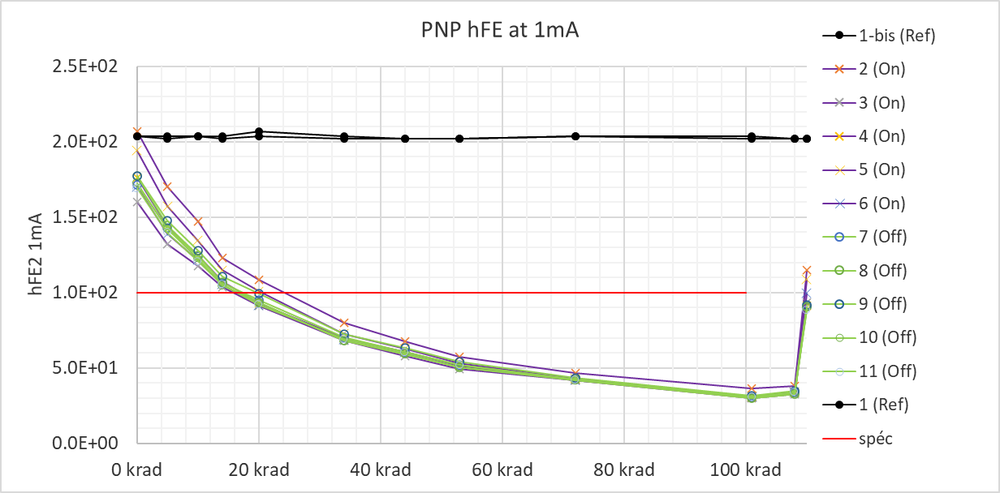 PNP hFE at 1mA
hFE2 1mA
2.5E+02
2.0E+02
1.5E+02
1.0E+02
5.0E+01
0.0E+00
0 krad
20 krad
40 krad
60 krad
80 krad
100 krad
1-bis (Ref)
2 (On)
3 (On)
4 (On)
5 (On)
6 (On)
7 (Off)
8 (Off)
9 (Off)
10 (Off)
11 (Off)
1 (Ref)
spéc